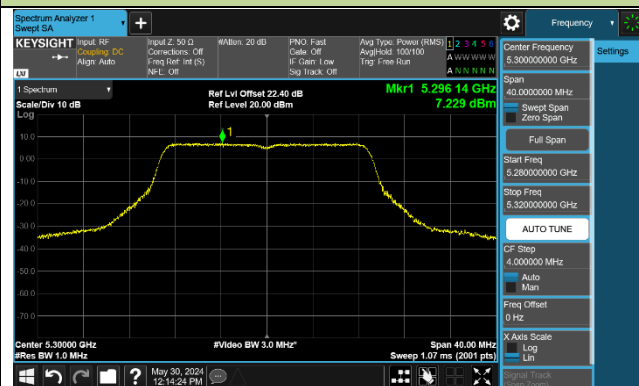 Spectrum Analyzer 1
Swept SA
+
Frequency
KEYSIGHT
Input: RF
Coupling: DC
Align: Auto
Input Z: 50 Ω
Corrections: Off
Freq Ref: Int (S)
NFE: Off
#Atten: 20 dB
PNO: Fast
Gate: Off
IF Gain: Low
Sig Track: Off
Avg Type: Power (RMS)
Avg|Hold: 100/100
Trig: Free Run
1 2 3 4 5 6
A W W W W W
A N N N N N
LXI
1 Spectrum
Scale/Div 10 dB
Log
Ref Lvl Offset 22.40 dB
Ref Level 20.00 dBm
Mkr1 5.296 14 GHz
7.229 dBm
1
10.0
0.00
-10.0
-20.0
-30.0
-40.0
-50.0
-60.0
-70.0
Center 5.30000 GHz
#Res BW 1.0 MHz
#Video BW 3.0 MHz*
Span 40.00 MHz
Sweep 1.07 ms (2001 pts)
Center Frequency
5.300000000 GHz
Settings
Span
40.0000000 MHz
Swept Span
Zero Span
Full Span
Start Freq
5.280000000 GHz
Stop Freq
5.320000000 GHz
AUTO TUNE
CF Step
4.000000 MHz
Auto
Man
Freq Offset
0 Hz
X Axis Scale
Log
Lin
Signal Track
(Span Zoom)
?
May 30, 2024
12:14:24 PM